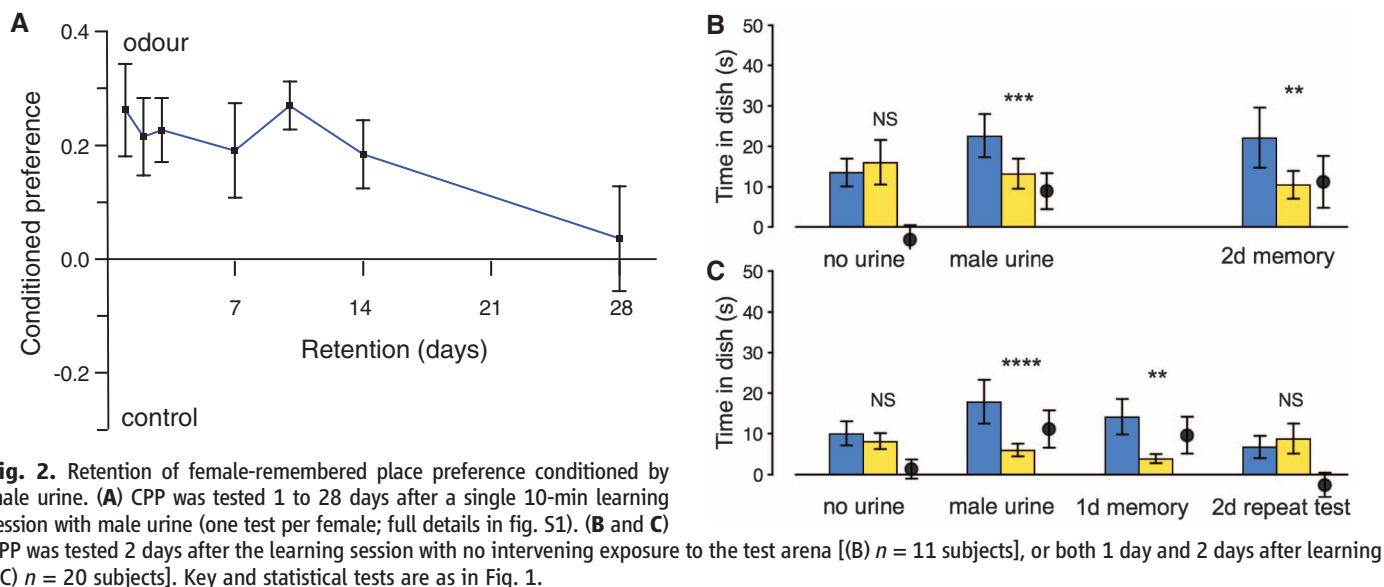 A
0.4
odour
0.2
0.0
7
14
21
28
Retention (days)
-0.2
control
Conditioned preference
B
50
40
30
20
10
0
Time in dish (s)
NS
***
**
no urine
male urine
2d memory
C
50
40
30
20
10
0
Time in dish (s)
NS
****
**
NS
no urine
male urine
1d memory
2d repeat test
ig. 2. Retention of female-remembered place preference conditioned by
ale urine. (A) CPP was tested 1 to 28 days after a single 10-min learning
ession with male urine (one test per female; full details in fig. S1). (B and C)
PP was tested 2 days after the learning session with no intervening exposure to the test arena [(B) n = 11 subjects], or both 1 day and 2 days after learning
C) n = 20 subjects]. Key and statistical tests are as in Fig. 1.